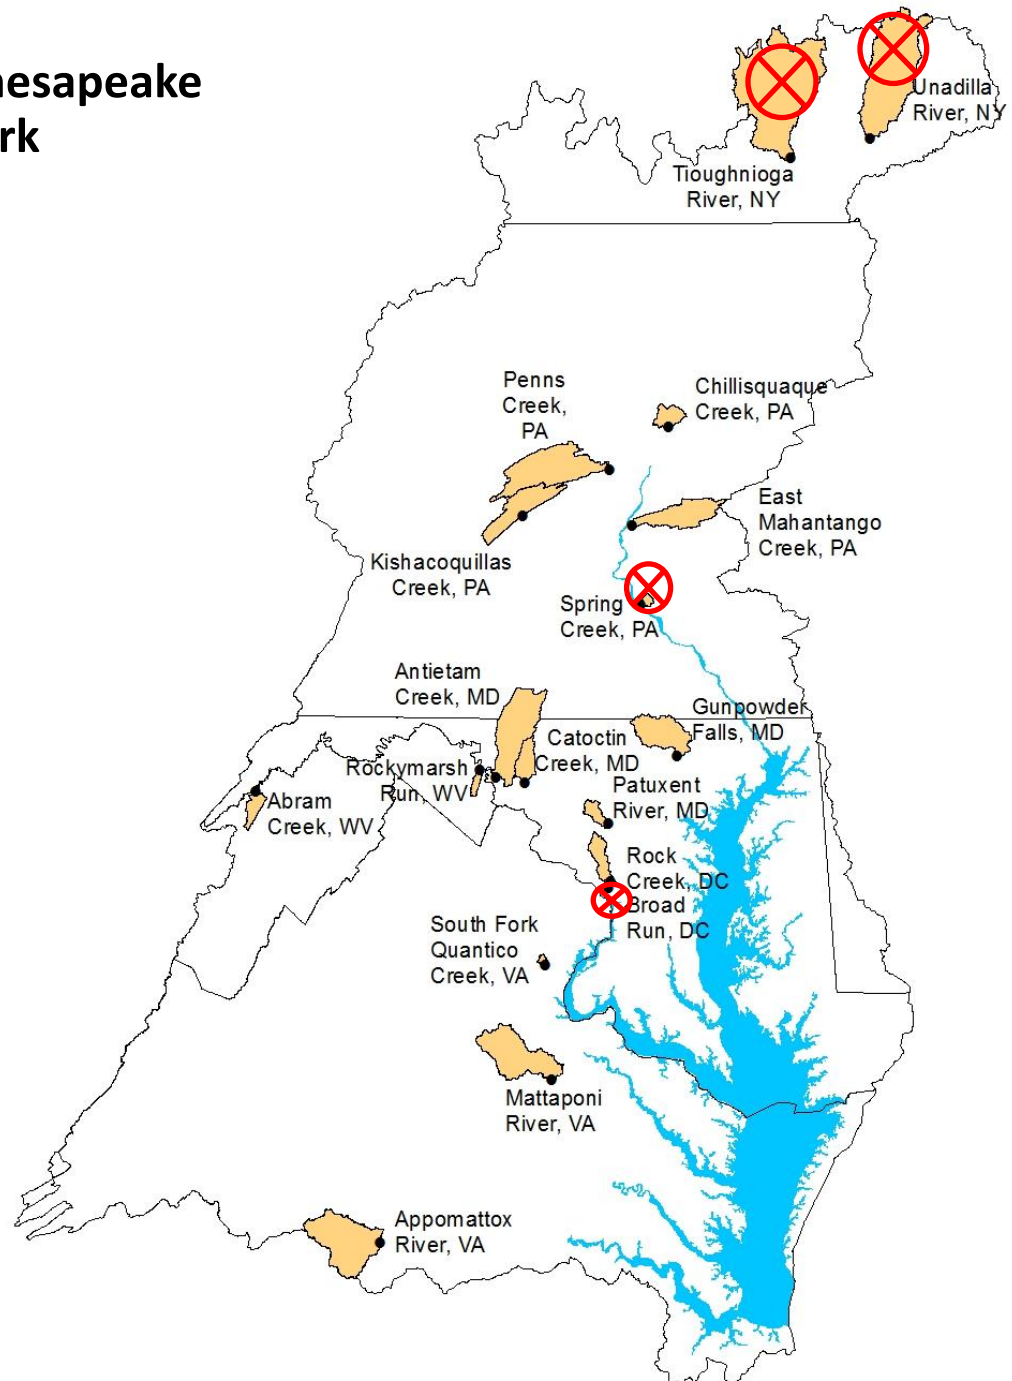 nesapeake
rk
Unadilla
River, NY
Tioughnioga
River, NY
Penns
Creek,
PA
Chillisquaque
Creek, PA
East
Mahantango
Creek, PA
Kishacoquillas
Creek, PA
Spring
Creek, PA
Antietam
Creek, MD
Gunpowder
Falls, MD
Catoctin
Creek, MD
Rockymarsh
Run, WV
Patuxent
River, MD
Abram
Creek, WV
Rock
Creek, DC
Broad
Run, DC
South Fork
Quantico
Creek, VA
Mattaponi
River, VA
Appomattox
River, VA